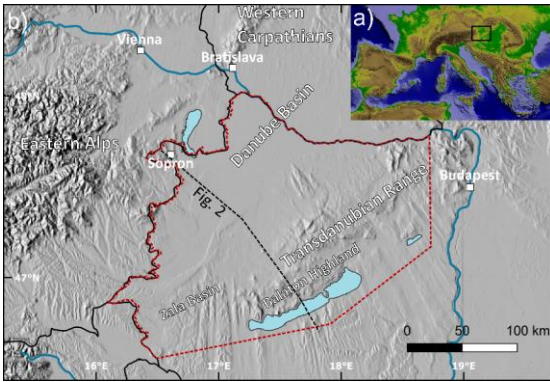 b)
Western
Carpathians
a)
Vienna
Bratislava
48°N
Eastern Alps
Danube Basin
Sopron
Fig. 2
Transdanubian Range
Budapest
47°N
Zala Basin
Balaton Highland
0 50 100 km
16°E 17°E 18°E 19°E